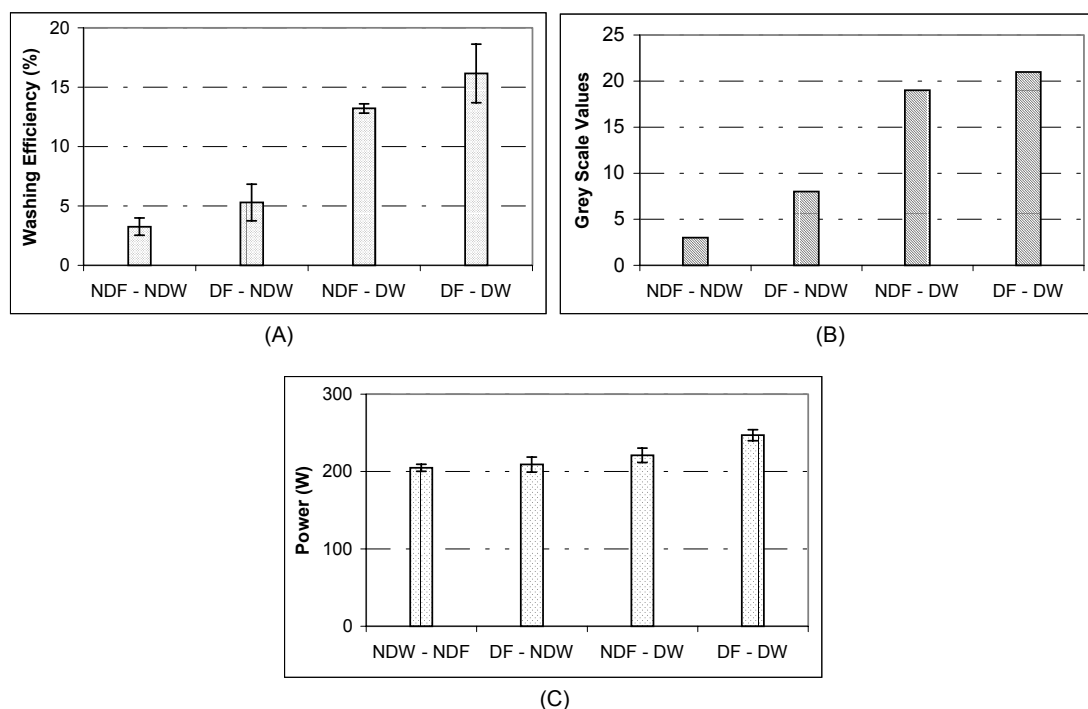 20
15
10
5
0
Washing Efficiency (%)
NDF - NDW DF - NDW NDF - DW DF - DW
(A)
25
20
15
10
5
0
Grey Scale Values
NDF - NDW DF - NDW NDF - DW DF - DW
(B)
300
200
100
0
Power (W)
NDW - NDF DF - NDW NDF - DW DF - DW
(C)